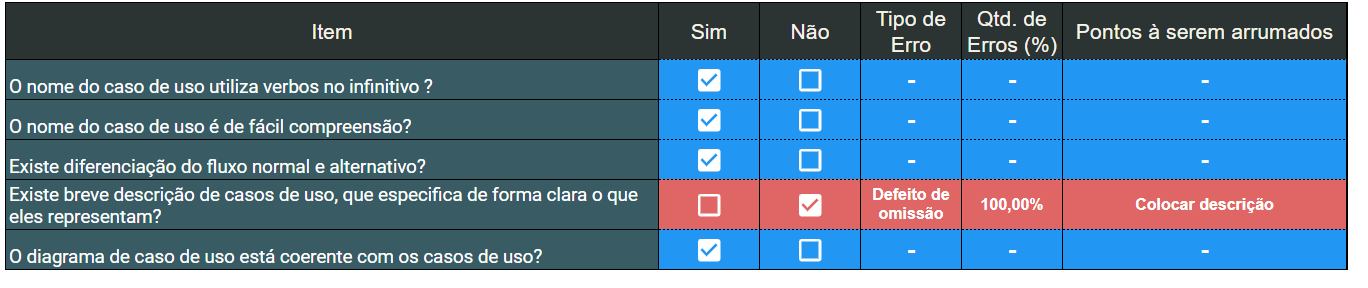 Item
Sim
Não
Tipo de
Erro
Qtd. de
Erros (%)
Pontos à serem arrumados
O nome do caso de uso utiliza verbos no infinitivo ?
-
-
-
O nome do caso de uso é de fácil compreensão?
-
-
-
Existe diferenciação do fluxo normal e alternativo?
-
-
-
Existe breve descrição de casos de uso, que especifica de forma clara o que
eles representam?
Defeito de
omissão
100,00%
Colocar descrição
O diagrama de caso de uso está coerente com os casos de uso?
-
-
-